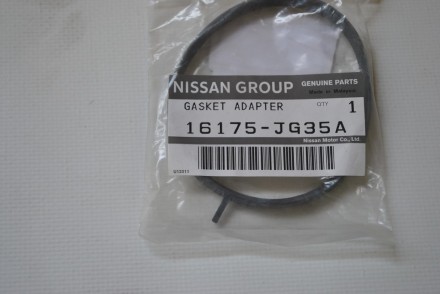 NISSAN GROUP GENUINE PARTS
Made in Malaysia
GASKET ADAPTER QTY 1
16175-JG35A
Nissan Motor Co., Ltd.